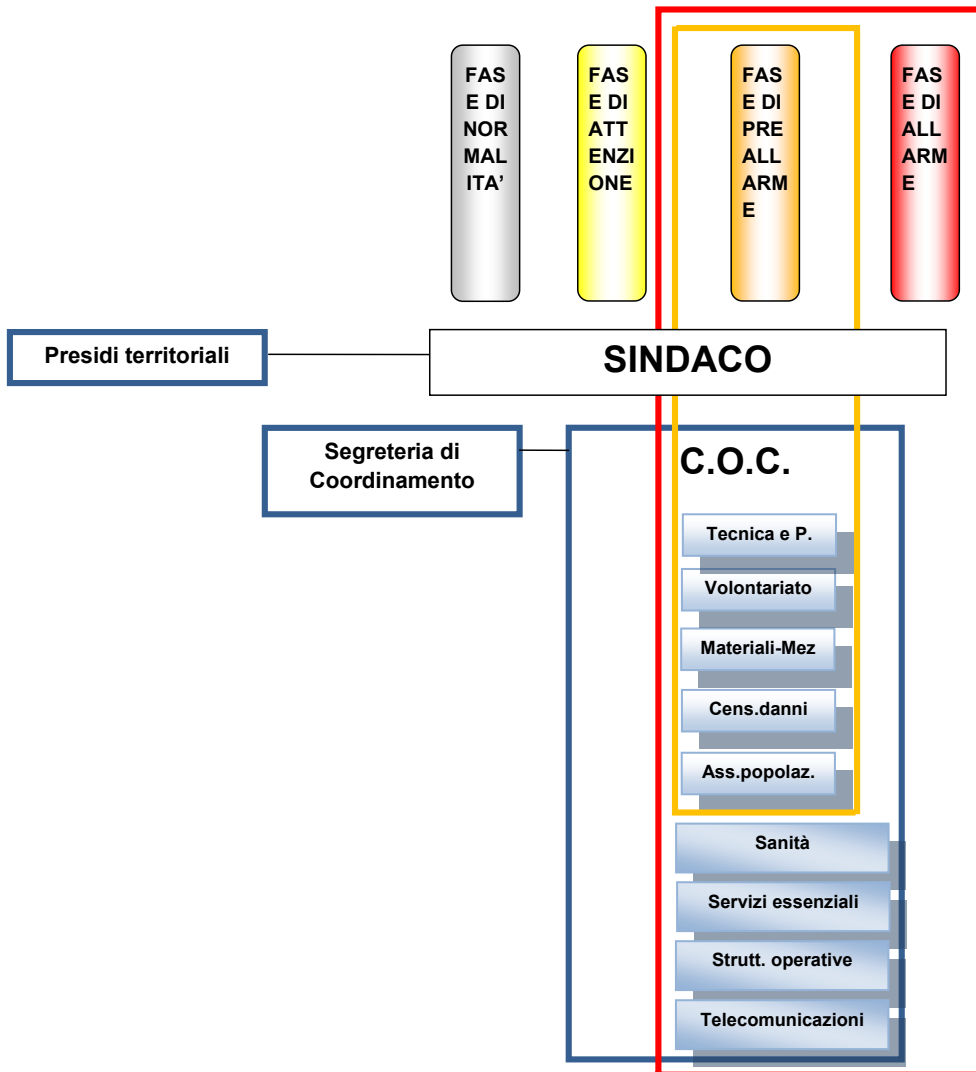 FAS
E DI
NOR
MAL
ITA’
FAS
E DI
ATT
ENZI
ONE
FAS
E DI
PRE
ALL
ARM
E
FAS
E DI
ALL
ARM
E
Presidi territoriali
SINDACO
Segreteria di
Coordinamento
C.O.C.
Tecnica e P.
Volontariato
Materiali-Mez
Cens.danni
Ass.popolaz.
Sanità
Servizi essenziali
Strutt. operative
Telecomunicazioni